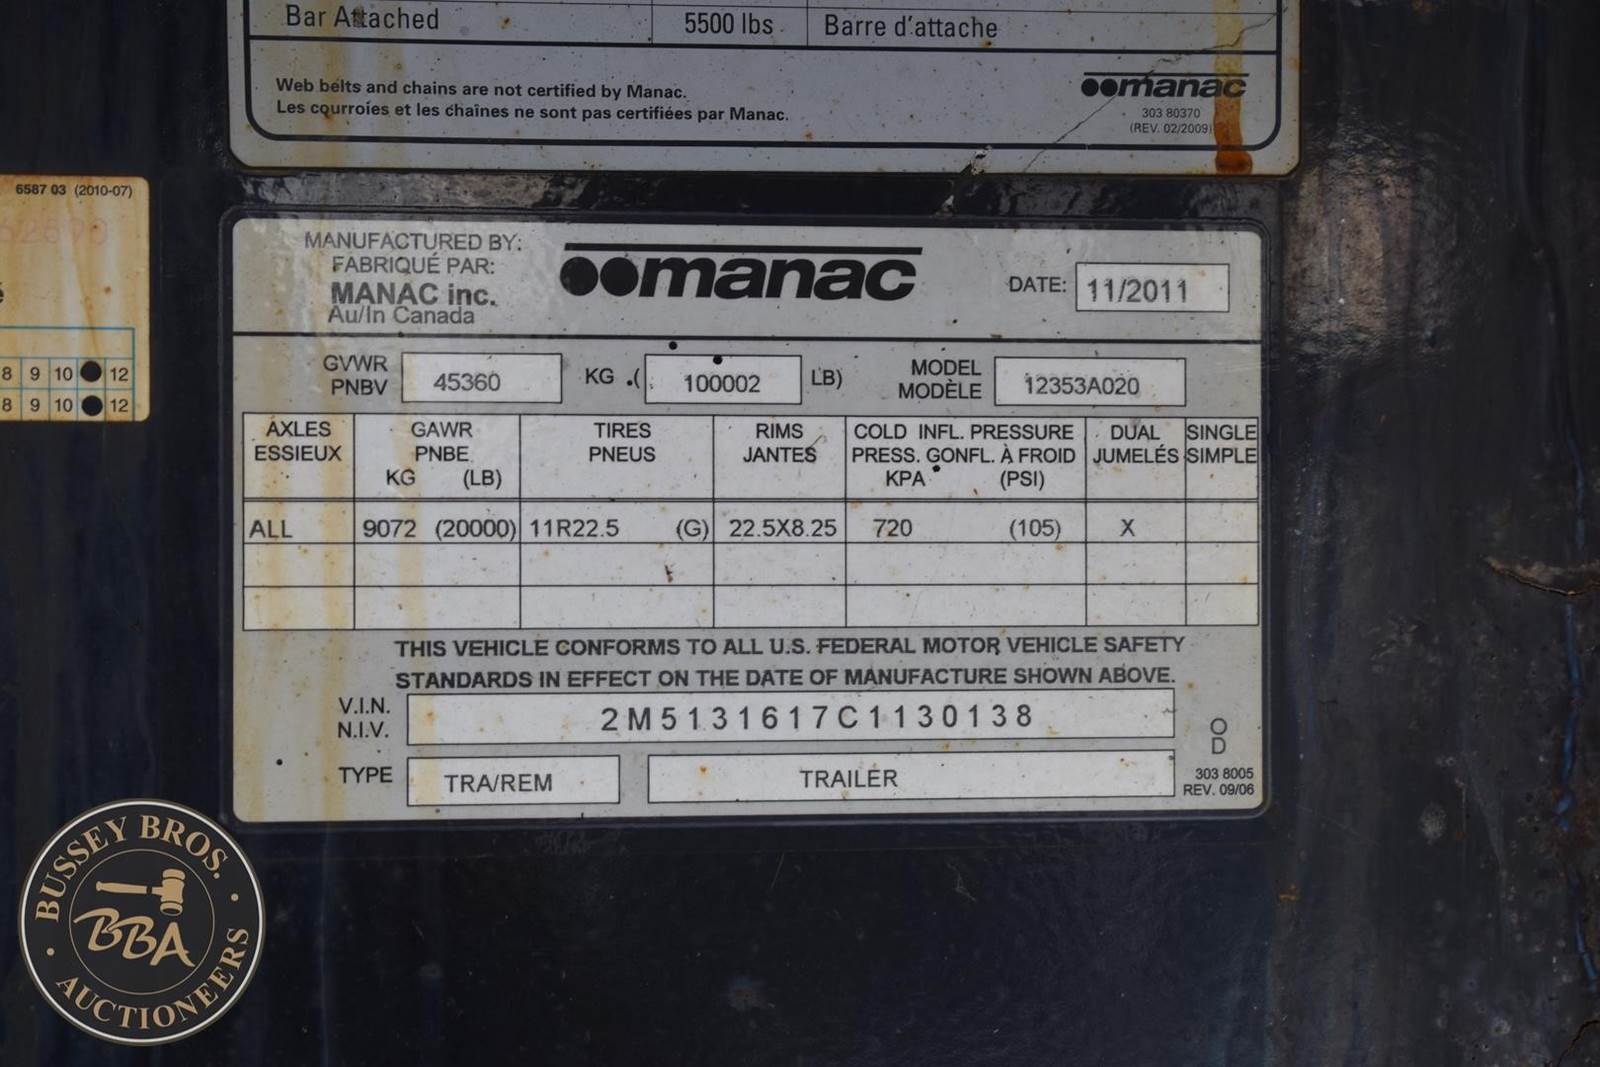 Bar Attached 5500 lbs Barre d'attache
Web belts and chains are not certified by Manac.
Les courroies et les chaînes ne sont pas certifiées par Manac.
manac
303 80370
(REV. 02/2009)
6587 03 (2010-07)
8 9 10 12
8 9 10 12
MANUFACTURED BY:
FABRIQUÉ PAR:
MANAC inc.
Au/In Canada
manac
DATE: 11/2011
GVWR
PNBV
45360 KG (100002 LB)
MODEL
MODÈLE
12353A020
AXLES
ESSIEUX
GAWR
PNBE
KG (LB)
TIRES
PNEUS
RIMS
JANTES
COLD INFL. PRESSURE
PRESS. GONFL. À FROID
KPA (PSI)
DUAL
JUMELÉS
SINGLE
SIMPLE
ALL 9072 (20000) 11R22.5 (G) 22.5X8.25 720 (105) X
THIS VEHICLE CONFORMS TO ALL U.S. FEDERAL MOTOR VEHICLE SAFETY
STANDARDS IN EFFECT ON THE DATE OF MANUFACTURE SHOWN ABOVE.
V.I.N.
N.I.V.
2M5131617C1130138
TYPE TRA/REM TRAILER
O
D
303 8005
REV. 09/06
BUSSEY BROS.
BBA
AUCTIONEERS